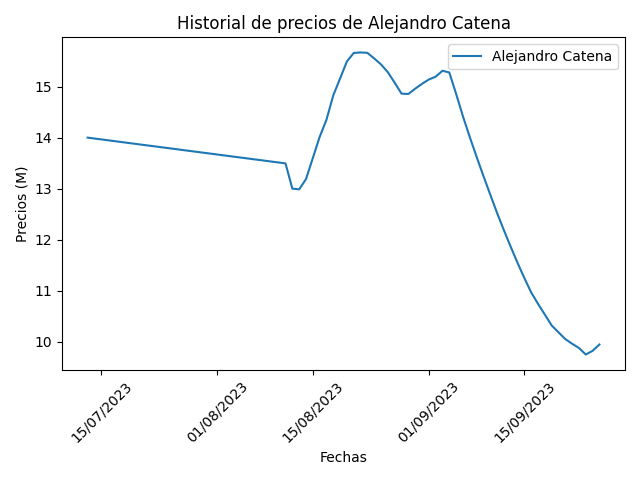 Historial de precios de Alejandro Catena
Alejandro Catena
Precios (M)
15
14
13
12
11
10
15/07/2023
01/08/2023
15/08/2023
01/09/2023
15/09/2023
Fechas